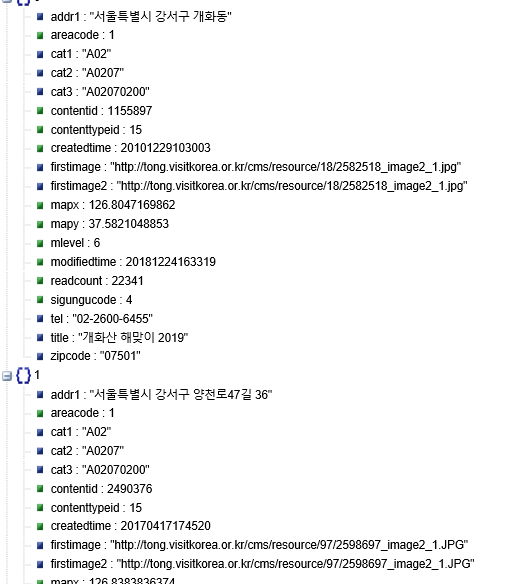 addr1 : "서울특별시 강서구 개화동"
areacode : 1
cat1 : "A02"
cat2 : "A0207"
cat3 : "A02070200"
contentid : 1155897
contenttypeid : 15
createdtime : 20101229103003
firstimage : "http://tong.visitkorea.or.kr/cms/resource/18/2582518_image2_1.jpg"
firstimage2 : "http://tong.visitkorea.or.kr/cms/resource/18/2582518_image2_1.jpg"
mapx : 126.8047169862
mapy : 37.5821048853
mlevel : 6
modifiedtime : 20181224163319
readcount : 22341
sigungucode : 4
tel : "02-2600-6455"
title : "개화산 해맞이 2019"
zipcode : "07501"
{} 1
addr1 : "서울특별시 강서구 양천로47길 36"
areacode : 1
cat1 : "A02"
cat2 : "A0207"
cat3 : "A02070200"
contentid : 2490376
contenttypeid : 15
createdtime : 20170417174520
firstimage : "http://tong.visitkorea.or.kr/cms/resource/97/2598697_image2_1.JPG"
firstimage2 : "http://tong.visitkorea.or.kr/cms/resource/97/2598697_image2_1.JPG"
mapx : 126.8383836374